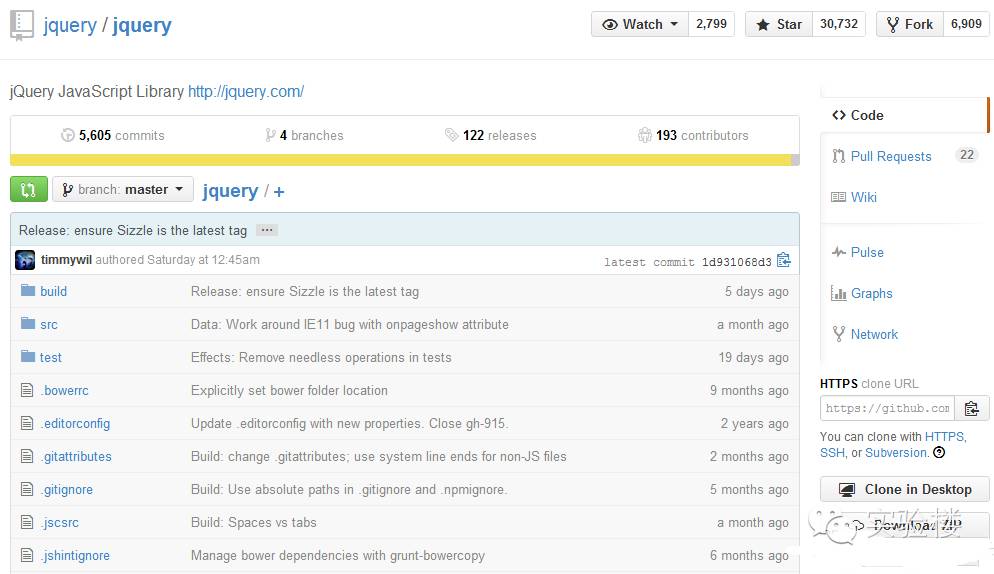 jquery / jquery Watch 2,799 Star 30,732 Fork 6,909
jQuery JavaScript Library http://jquery.com/
5,605 commits 4 branches 122 releases 193 contributors
branch: master jquery / +
Release: ensure Sizzle is the latest tag ...
timmywil authored Saturday at 12:45am latest commit 1d931068d3
build Release: ensure Sizzle is the latest tag 5 days ago
src Data: Work around IE11 bug with onpageshow attribute a month ago
test Effects: Remove needless operations in tests 19 days ago
.bowerrc Explicitly set bower folder location 9 months ago
.editorconfig Update .editorconfig with new properties. Close gh-915. 2 years ago
.gitattributes Build: change .gitattributes; use system line ends for non-JS files 2 months ago
.gitignore Build: Use absolute paths in .gitignore and .npmignore. 5 months ago
.jscsrc Build: Spaces vs tabs a month ago
.jshintignore Manage bower dependencies with grunt-bowercopy 6 months ago
Code
Pull Requests 22
Wiki
Pulse
Graphs
Network
HTTPS clone URL
https://github.com
You can clone with HTTPS,
SSH, or Subversion.
Clone in Desktop
Download ZIP
实验楼